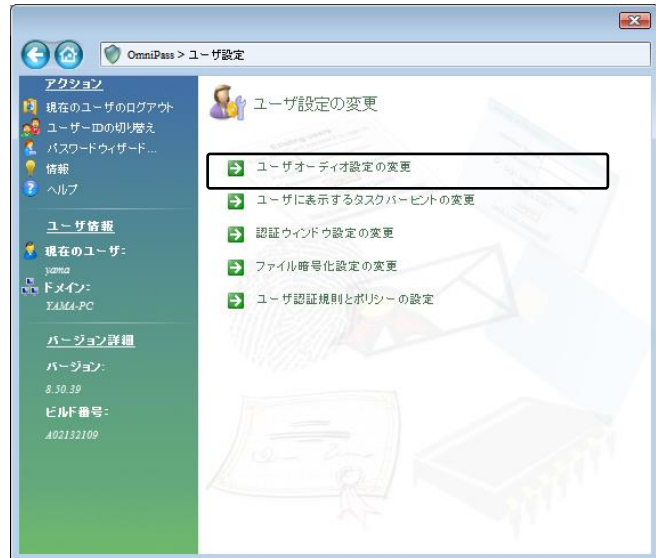 OmniPass > ユーザ設定
アクション
現在のユーザのログアウト
ユーザーIDの切り替え
パスワードウィザード...
情報
ヘルプ
ユーザ情報
現在のユーザ:
yama
ドメイン:
YAMA-PC
バージョン詳細
バージョン:
8.50.39
ビルド番号:
A02132109
ユーザ設定の変更
ユーザオーディオ設定の変更
ユーザに表示するタスクバーヒントの変更
認証ウィンドウ設定の変更
ファイル暗号化設定の変更
ユーザ認証規則とポリシーの設定